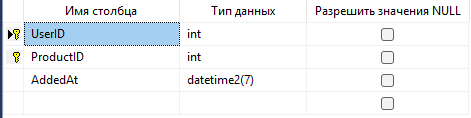 Имя столбца Тип данных Разрешить значения NULL
UserID int
ProductID int
AddedAt datetime2(7)